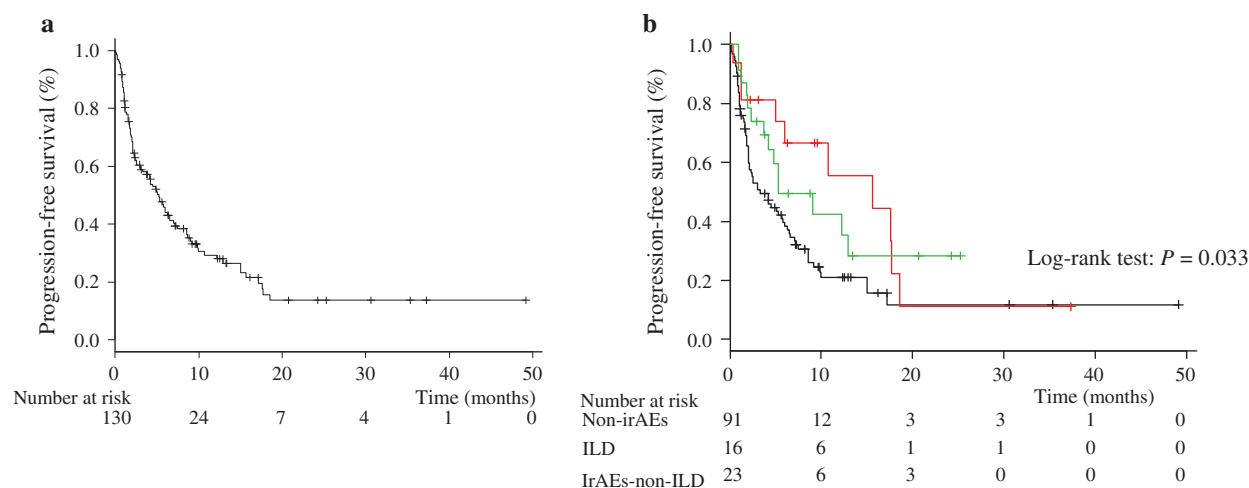 a
Progression-free survival (%)
1.0
0.8
0.6
0.4
0.2
0.0
0 10 20 30 40 50
Number at risk Time (months)
130 24 7 4 1 0
b
Progression-free survival (%)
1.0
0.8
0.6
0.4
0.2
0.0
Log-rank test: P = 0.033
0 10 20 30 40 50
Number at risk Time (months)
Non-irAEs 91 12 3 3 1 0
ILD 16 6 1 1 0 0
IrAEs-non-ILD 23 6 3 0 0 0